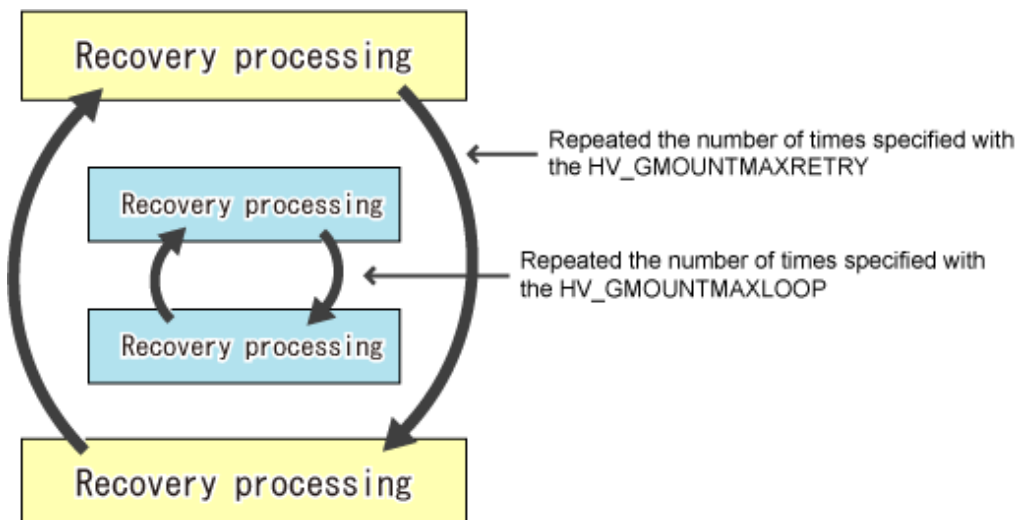 Recovery processing
Repeated the number of times specified with
the HV_GMOUNTMAXRETRY
Recovery processing
Repeated the number of times specified with
the HV_GMOUNTMAXLOOP
Recovery processing
Recovery processing